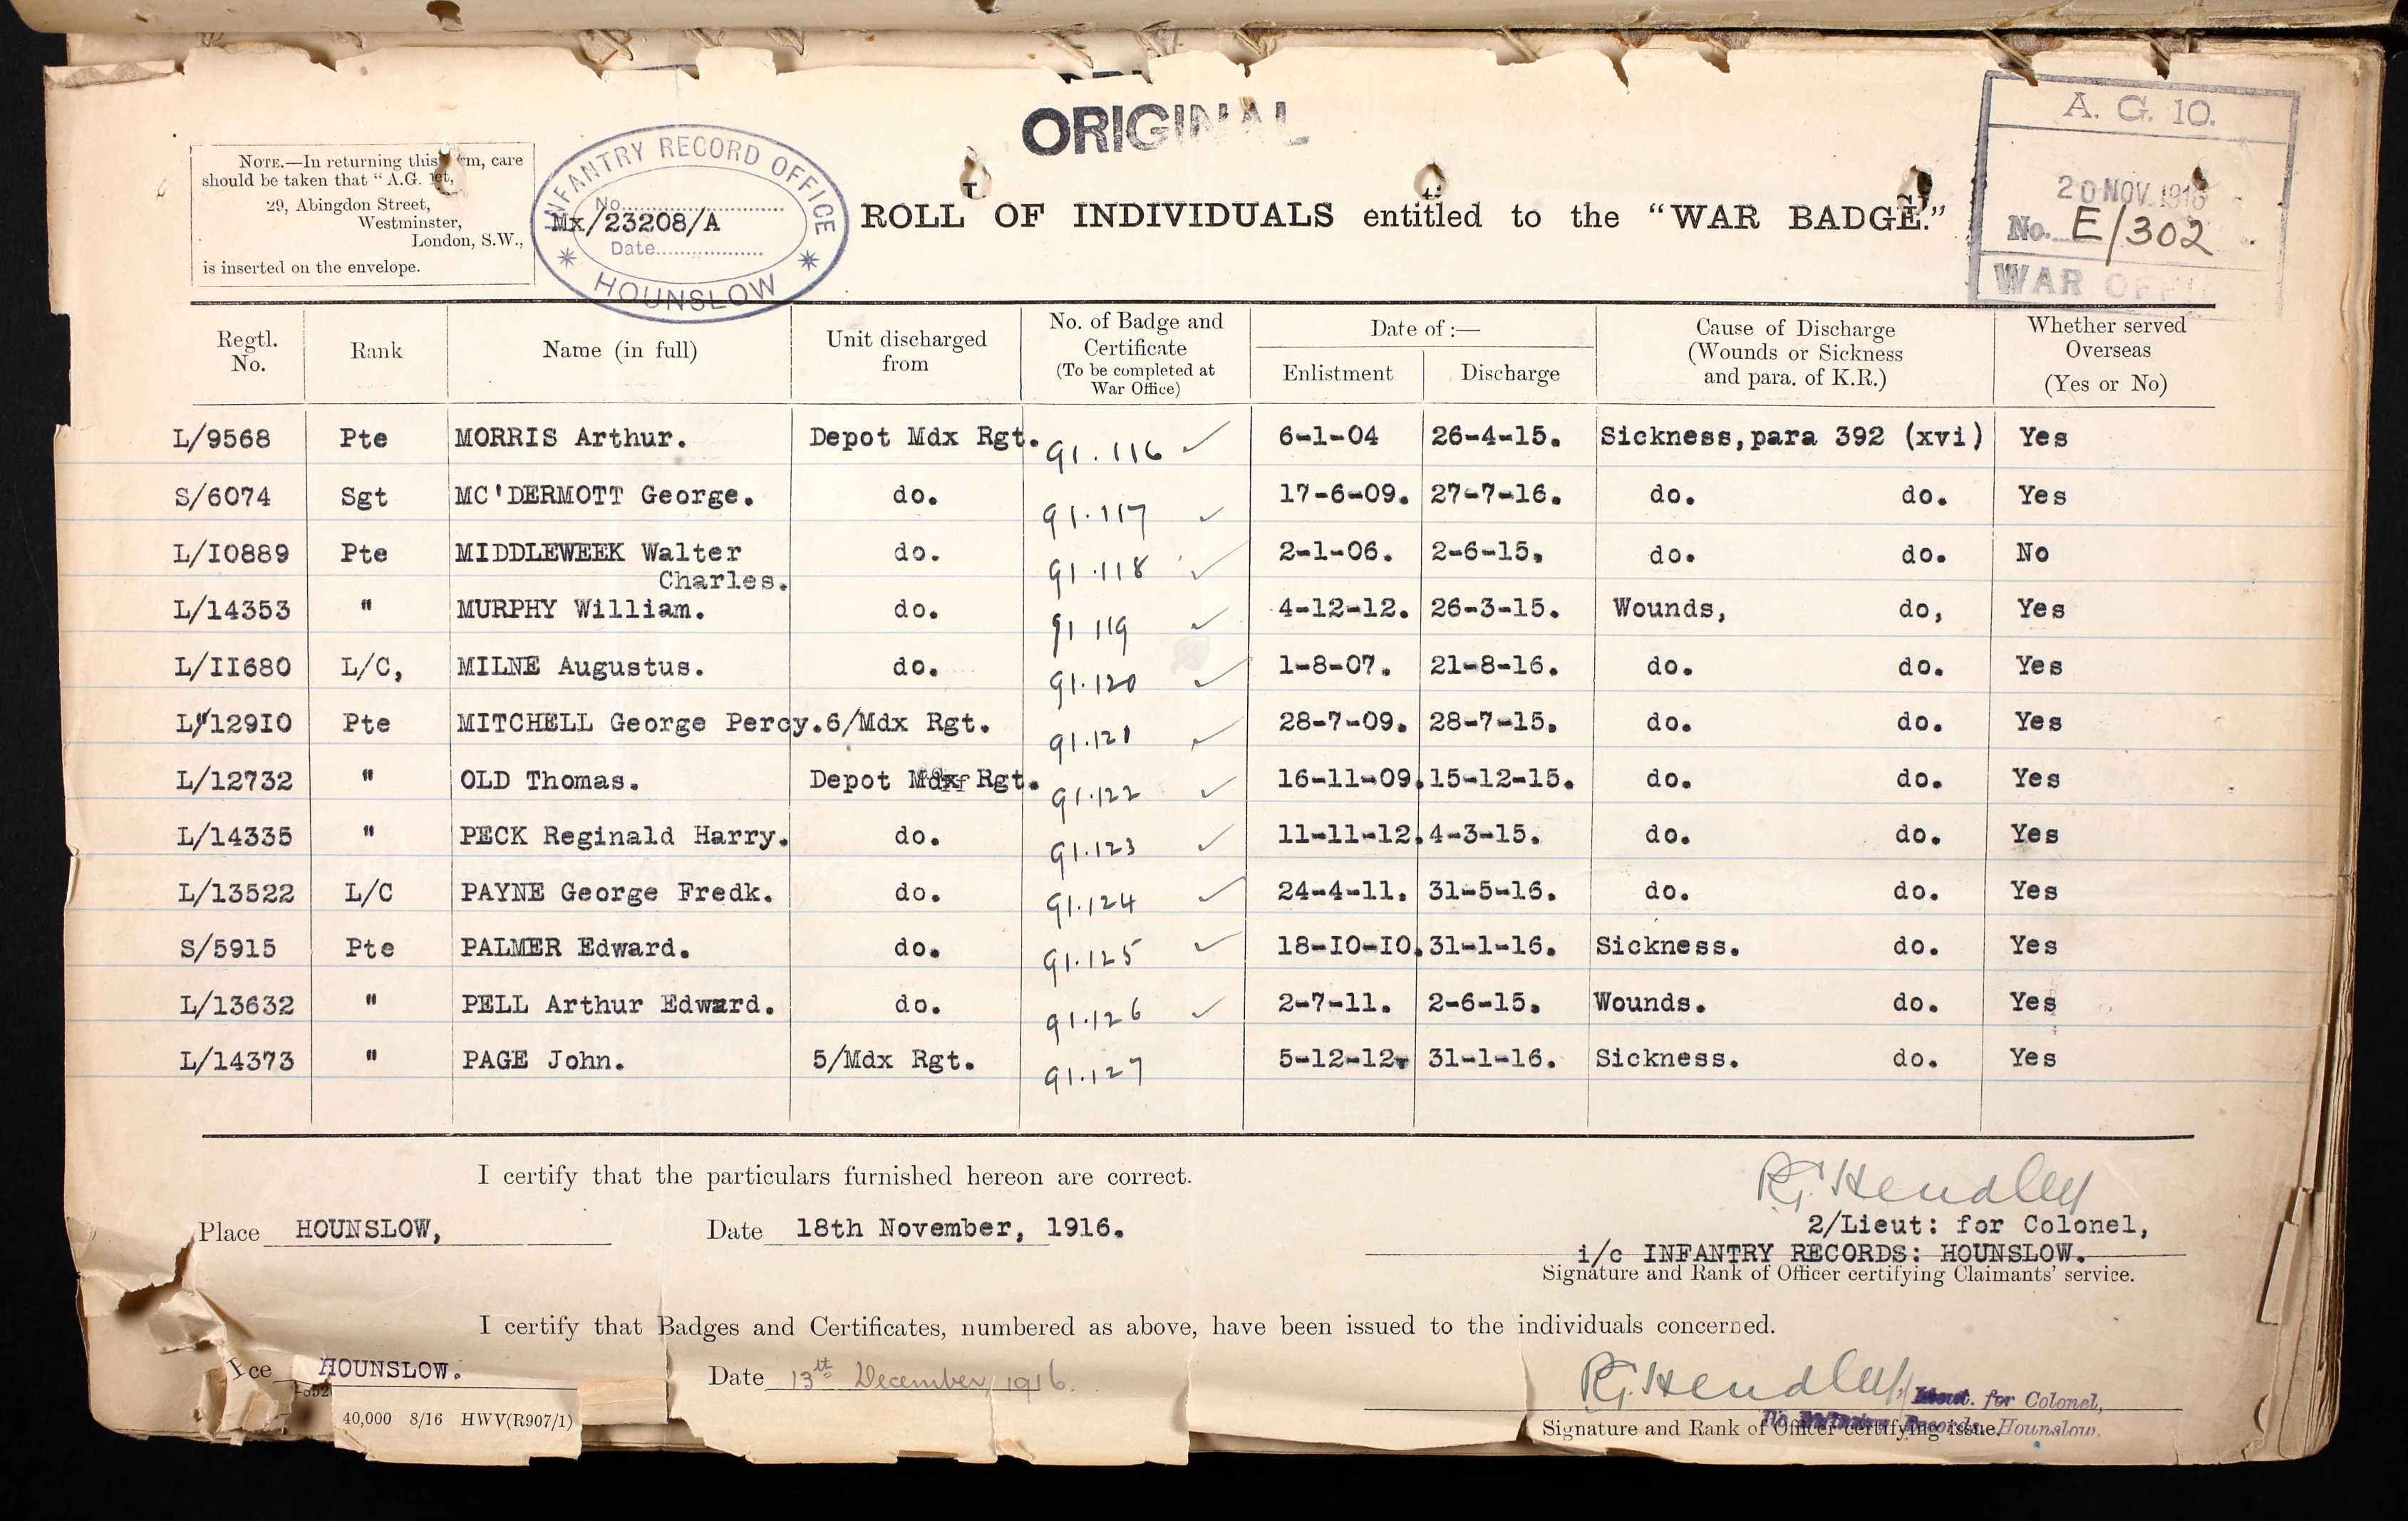 ORIGINAL
A. G. 10.
20 NOV. 1916
No. E/302
WAR OFFI
NOTE.—In returning this care
should be taken that "A.G.
29, Abingdon Street,
Westminster,
London, S.W.,
is inserted on the envelope.
INFANTRY RECORD OFFICE
No.
Mx/23208/A
Date
HOUNSLOW
ROLL OF INDIVIDUALS entitled to the "WAR BADGE."
Regtl. No. Rank Name (in full) Unit discharged from No. of Badge and Certificate (To be completed at War Office) Date of :— Enlistment Discharge Cause of Discharge (Wounds or Sickness and para. of K.R.) Whether served Overseas (Yes or No)
L/9568 Pte MORRIS Arthur. Depot Mdx Rgt. 91.116 ✓ 6-1-04 26-4-15. Sickness,para 392 (xvi) Yes
S/6074 Sgt MC'DERMOTT George. do. 91.117 ✓ 17-6-09. 27-7-16. do. do. Yes
L/I0889 Pte MIDDLEWEEK Walter do. 91.118 ✓ 2-1-06. 2-6-15. do. do. No
Charles.
L/14353 " MURPHY William. do. 91 119 ✓ 4-12-12. 26-3-15. Wounds, do, Yes
L/II680 L/C, MILNE Augustus. do. 91.120 ✓ 1-8-07. 21-8-16. do. do. Yes
L/129I0 Pte MITCHELL George Percy. 6/Mdx Rgt. 91.121 ✓ 28-7-09. 28-7-15. do. do. Yes
L/12732 " OLD Thomas. Depot Mdx Rgt. 91.122 ✓ 16-11-09. 15-12-15. do. do. Yes
L/14335 " PECK Reginald Harry. do. 91.123 ✓ 11-11-12. 4-3-15. do. do. Yes
L/13522 L/C PAYNE George Fredk. do. 91.124 ✓ 24-4-11. 31-5-16. do. do. Yes
S/5915 Pte PALMER Edward. do. 91.125 ✓ 18-I0-I0. 31-1-16. Sickness. do. Yes
L/13632 " PELL Arthur Edward. do. 91.126 ✓ 2-7-11. 2-6-15. Wounds. do. Yes
L/14373 " PAGE John. 5/Mdx Rgt. 91.127 5-12-12. 31-1-16. Sickness. do. Yes
I certify that the particulars furnished hereon are correct.
R.T. Hendley
Place HOUNSLOW, Date 18th November, 1916. 2/Lieut: for Colonel,
i/c INFANTRY RECORDS: HOUNSLOW.
Signature and Rank of Officer certifying Claimants' service.
I certify that Badges and Certificates, numbered as above, have been issued to the individuals concerned.
HOUNSLOW. Date 13th December 1916. R.T. Hendley
Lieut. for Colonel,
Records, Hounslow.
40,000 8/16 HWV(R907/1)
Signature and Rank of Officer certifying issue.